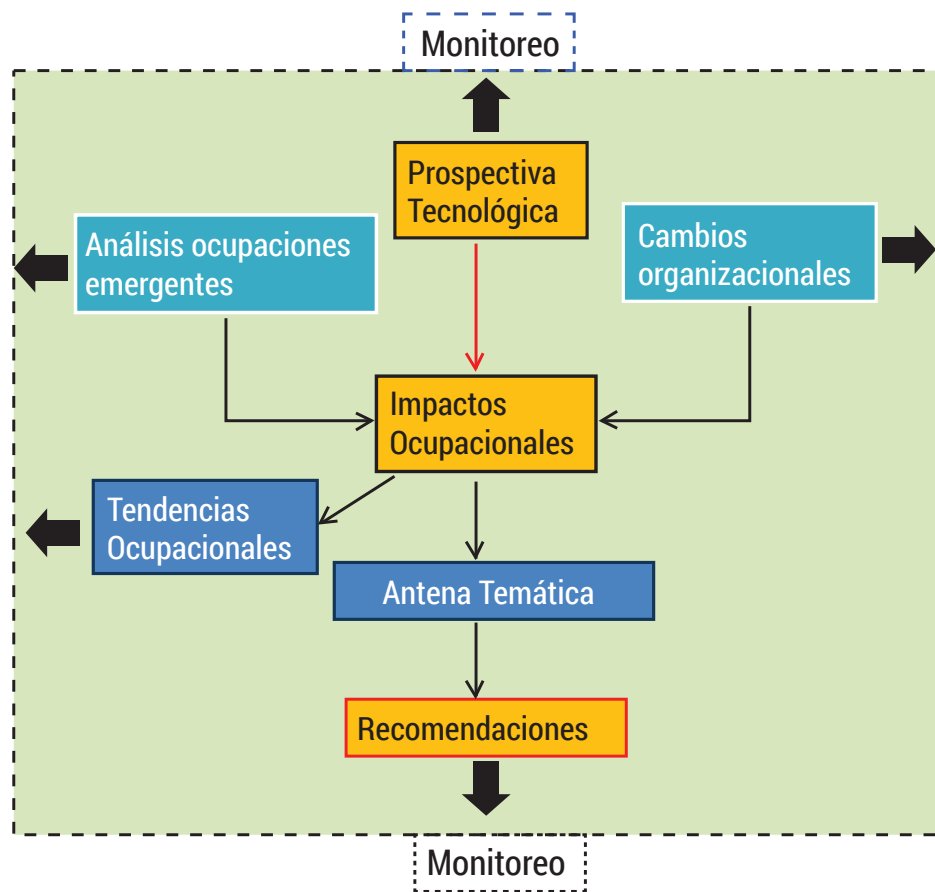 Monitoreo
Prospectiva
Tecnológica
Análisis ocupaciones
emergentes
Cambios
organizacionales
Impactos
Ocupacionales
Tendencias
Ocupacionales
Antena Temática
Recomendaciones
Monitoreo